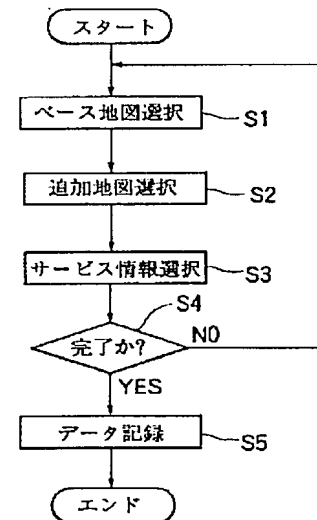 スタート
ベース地図選択
S1
追加地図選択
S2
サービス情報選択
S3
S4
完了か?
NO
YES
データ記録
S5
エンド